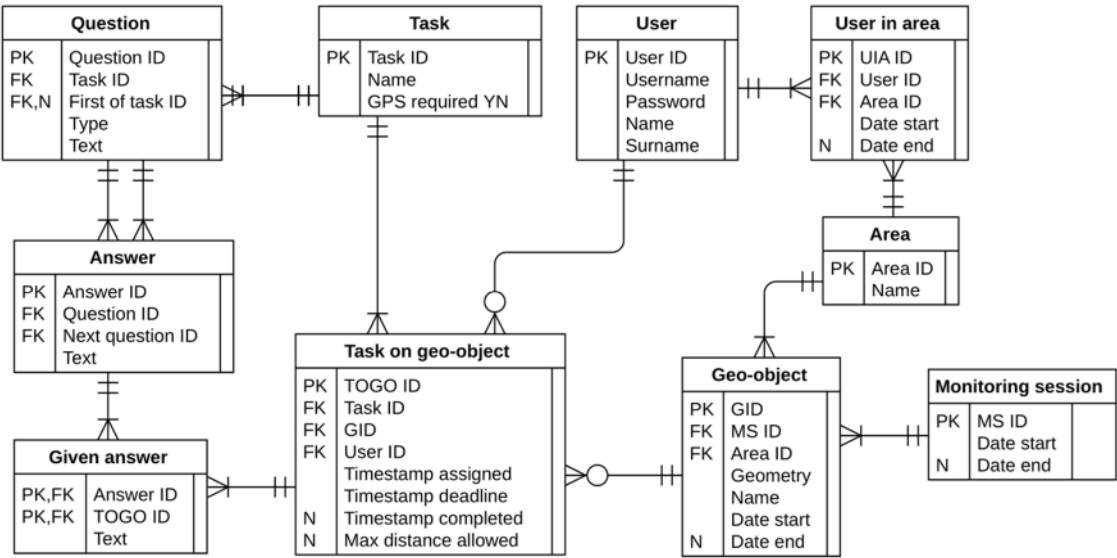 Question
PK Question ID
FK Task ID
FK,N First of task ID
Type
Text
Task
PK Task ID
Name
GPS required YN
User
PK User ID
Username
Password
Name
Surname
User in area
PK UIA ID
FK User ID
FK Area ID
Date start
N Date end
Answer
PK Answer ID
FK Question ID
FK Next question ID
Text
Area
PK Area ID
Name
Task on geo-object
PK TOGO ID
FK Task ID
FK GID
FK User ID
Timestamp assigned
Timestamp deadline
N Timestamp completed
N Max distance allowed
Geo-object
PK GID
FK MS ID
FK Area ID
Geometry
Name
Date start
N Date end
Monitoring session
PK MS ID
Date start
N Date end
Given answer
PK,FK Answer ID
PK,FK TOGO ID
Text